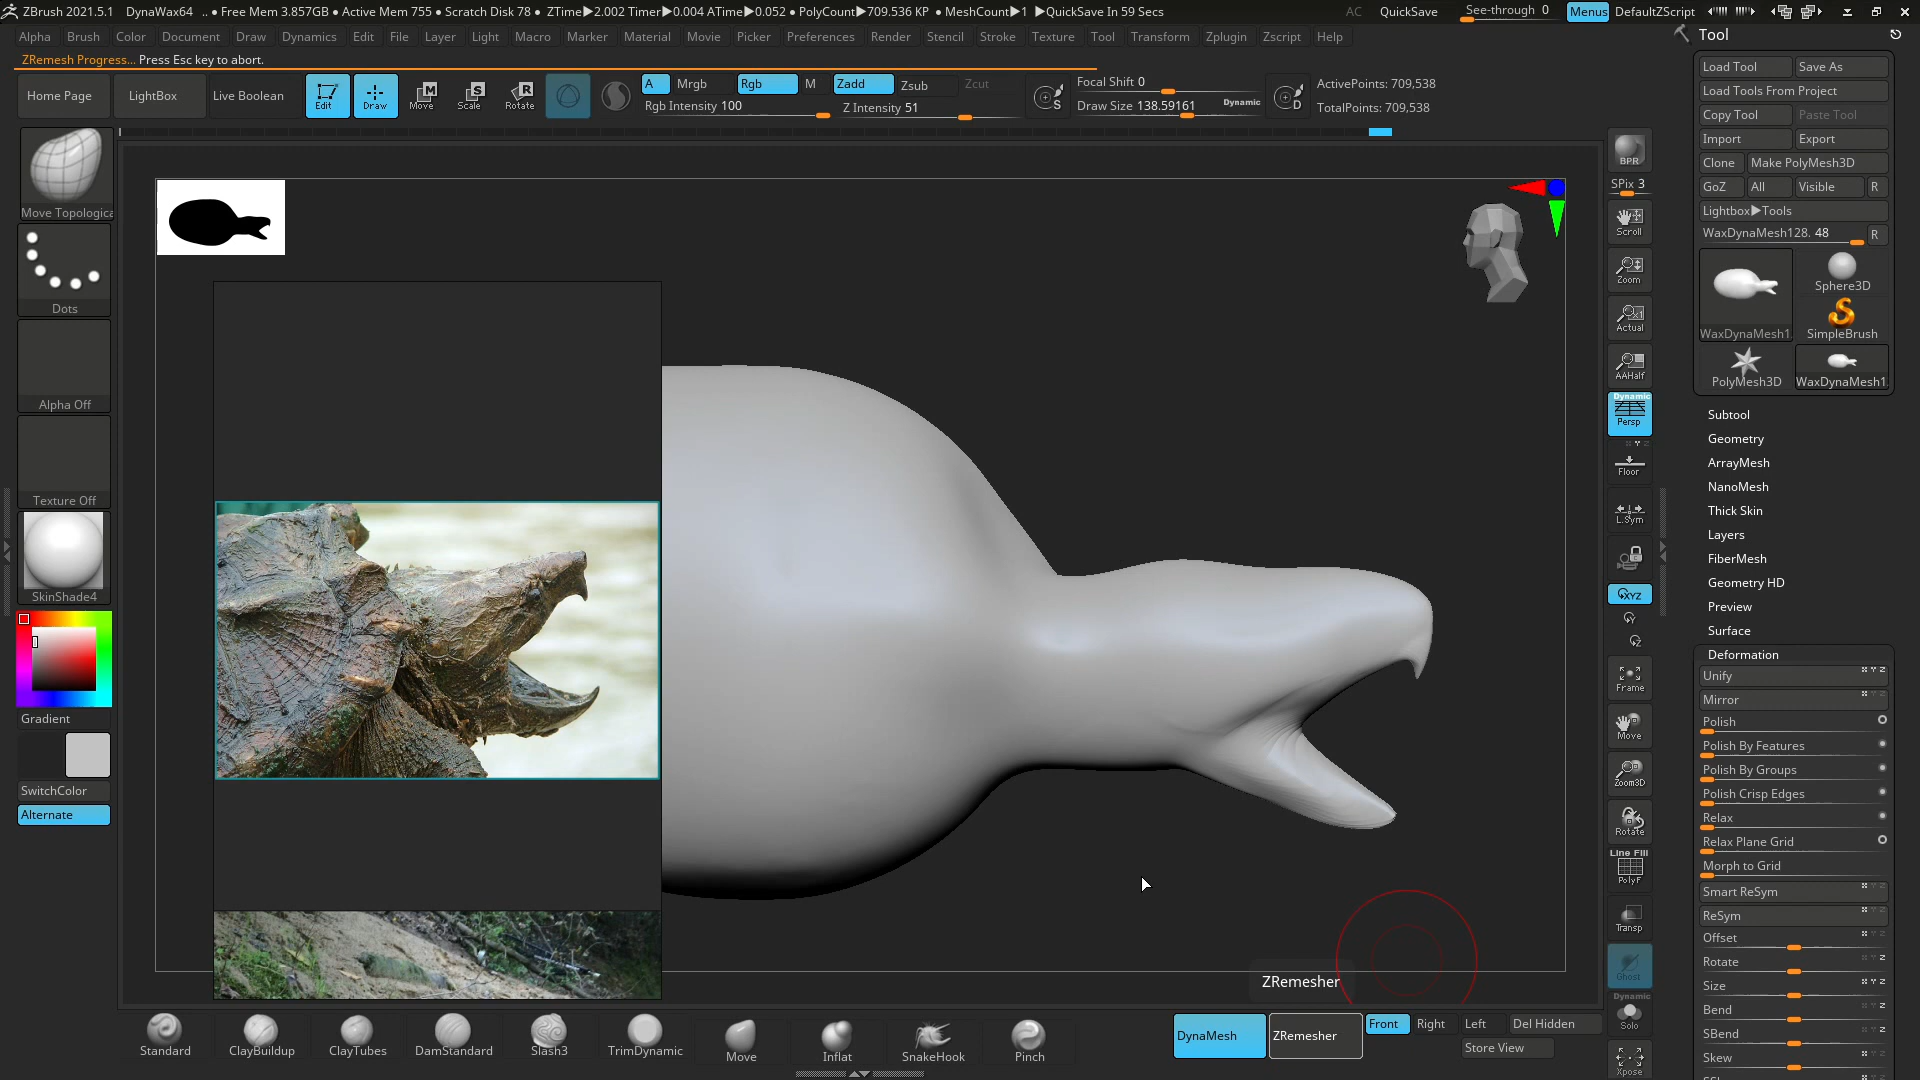 ZBrush 2021.5.1 DynaWax64 .. • Free Mem 3.857GB • Active Mem 755 • Scratch Disk 78 • ZTime▶2.002 Timer▶0.004 ATime▶0.052 • PolyCount▶709.536 KP • MeshCount▶1 ▶QuickSave In 59 Secs AC QuickSave See-through 0 Menus DefaultZScript
Alpha Brush Color Document Draw Dynamics Edit File Layer Light Macro Marker Material Movie Picker Preferences Render Stencil Stroke Texture Tool Transform Zplugin Zscript Help
ZRemesh Progress... Press Esc key to abort.
Home Page LightBox Live Boolean Edit Draw Move Scale Rotate
A Mrgb Rgb M Zadd Zsub Zcut
Rgb Intensity 100 Z Intensity 51
S Focal Shift 0
Draw Size 138.59161 Dynamic D
ActivePoints: 709,538
TotalPoints: 709,538
Move Topologica
Dots
Alpha Off
Texture Off
SkinShade4
Gradient
SwitchColor
Alternate
BPR
SPix 3
Scroll
Zoom
Actual
AAHalf
Dynamic
Persp
Floor
L.Sym
XYZ
Y
Z
Frame
Move
Zoom3D
Rotate
Line Fill
PolyF
Transp
Ghost
Dynamic
Solo
Xpose
Tool
Load Tool Save As
Load Tools From Project
Copy Tool Paste Tool
Import Export
Clone Make PolyMesh3D
GoZ All Visible R
Lightbox▶Tools
WaxDynaMesh128. 48 R
WaxDynaMesh1 Sphere3D
SimpleBrush
PolyMesh3D WaxDynaMesh1
Subtool
Geometry
ArrayMesh
NanoMesh
Thick Skin
Layers
FiberMesh
Geometry HD
Preview
Surface
Deformation
Unify
Mirror
Polish
Polish By Features
Polish By Groups
Polish Crisp Edges
Relax
Relax Plane Grid
Morph to Grid
Smart ReSym
ReSym
Offset
Rotate
Size
Bend
SBend
Skew
ZRemesher
Standard ClayBuildup ClayTubes DamStandard Slash3 TrimDynamic Move Inflat SnakeHook Pinch
DynaMesh ZRemesher Front Right Left Del Hidden
Store View